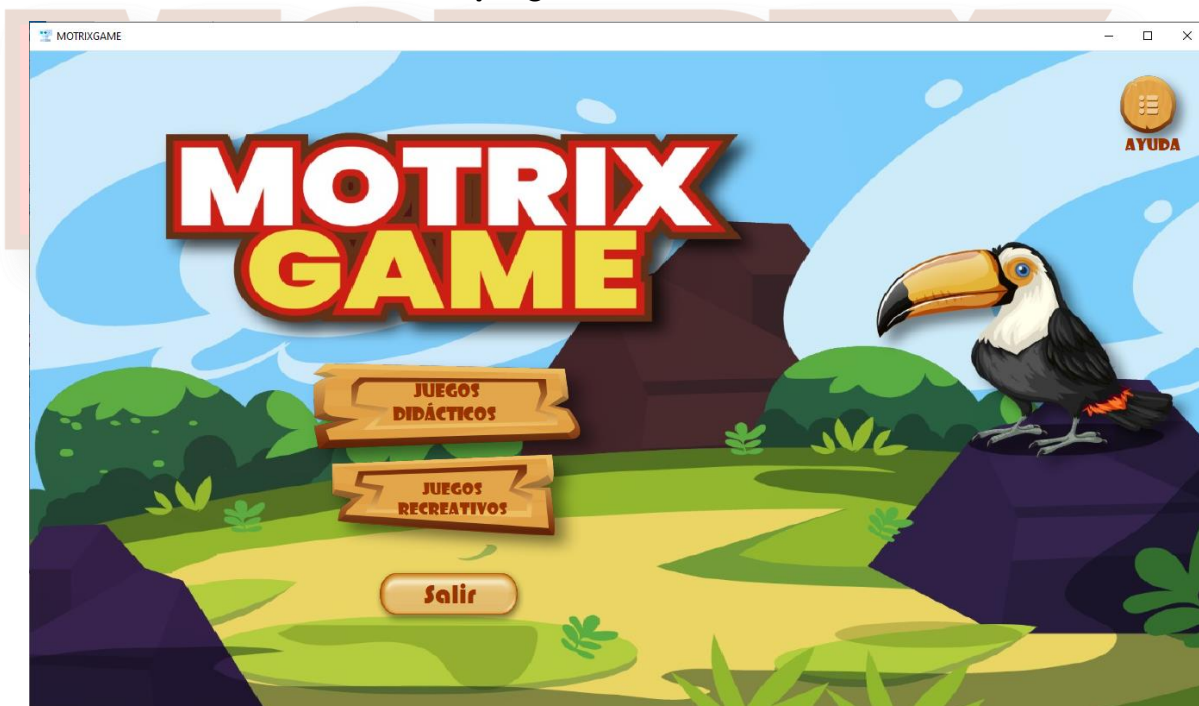 MOTRIXGAME
AYUDA
MOTRIX
GAME
JUEGOS
DIDÁCTICOS
JUEGOS
RECREATIVOS
Salir